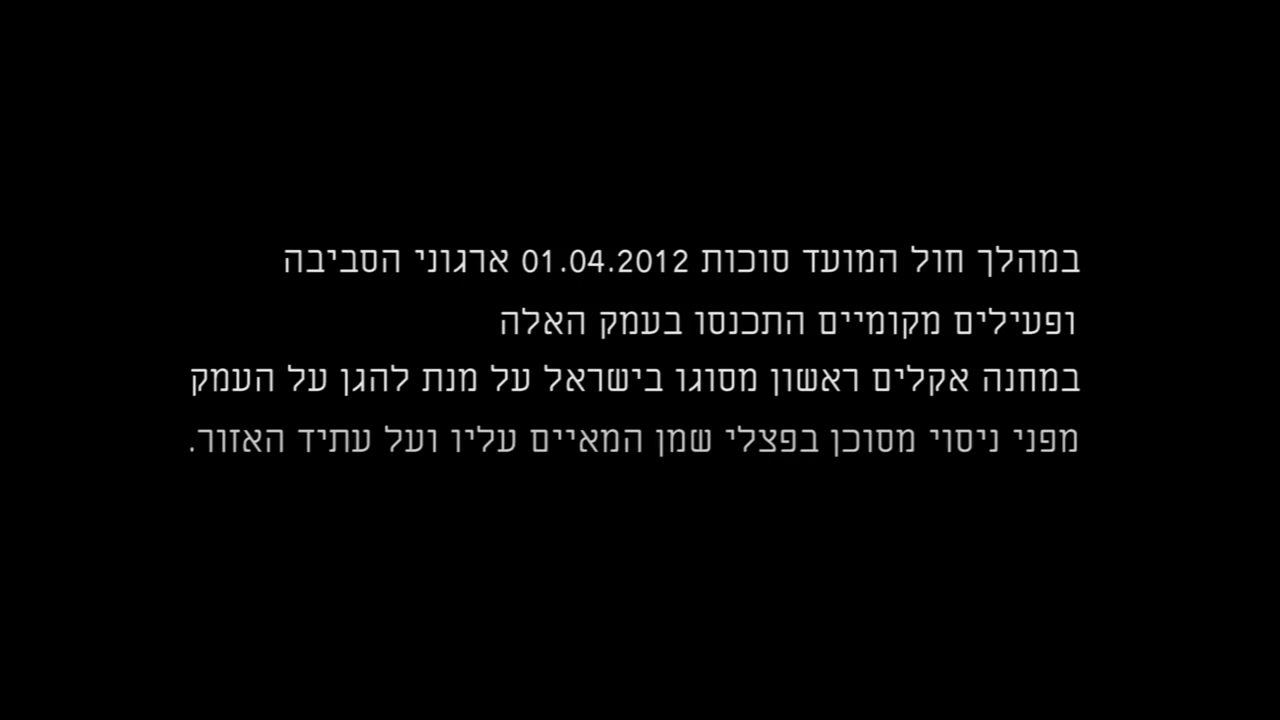 במהלך חול המועד סוכות 01.04.2012 ארגוני הסביבה
ופעילים מקומיים התכנסו בעמק האלה
במחנה אקלים ראשון מסוגו בישראל על מנת להגן על העמק
מפני ניסוי מסוכן בפצלי שמן המאיים עליו ועל עתיד האזור.